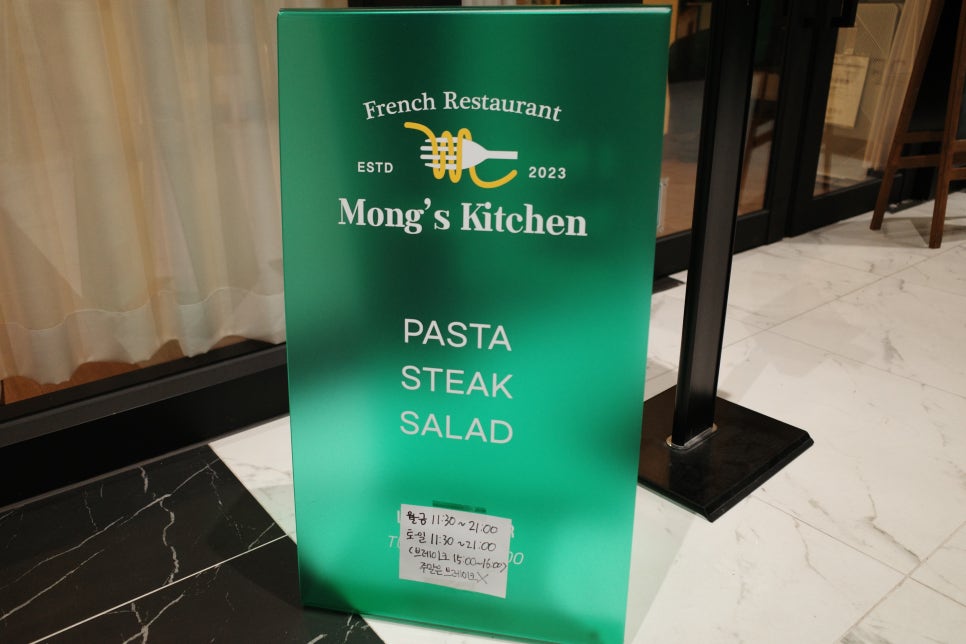 French Restaurant
ESTD 2023
Mong's Kitchen
PASTA
STEAK
SALAD
월-금 11:30~21:00
토-일 11:30~21:00
(브레이크 15:00~16:00)
주말은 브레이크X